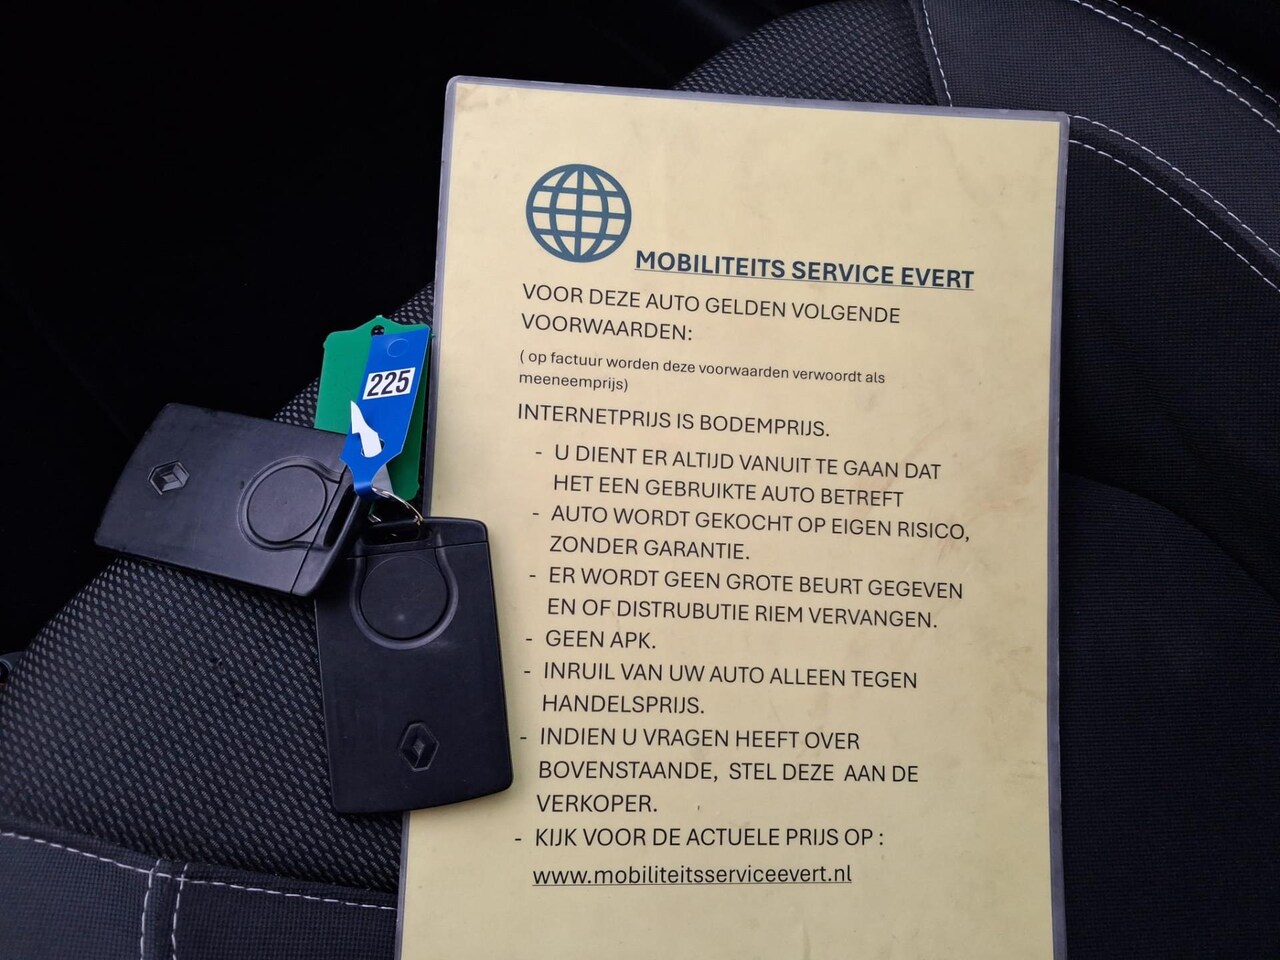 MOBILITEITS SERVICE EVERT
VOOR DEZE AUTO GELDEN VOLGENDE
VOORWAARDEN:
( op factuur worden deze voorwaarden verwoordt als
meeneemprijs)
INTERNETPRIJS IS BODEMPRIJS.
- U DIENT ER ALTIJD VANUIT TE GAAN DAT
HET EEN GEBRUIKTE AUTO BETREFT
- AUTO WORDT GEKOCHT OP EIGEN RISICO,
ZONDER GARANTIE.
- ER WORDT GEEN GROTE BEURT GEGEVEN
EN OF DISTRUBUTIE RIEM VERVANGEN.
- GEEN APK.
- INRUIL VAN UW AUTO ALLEEN TEGEN
HANDELSPRIJS.
- INDIEN U VRAGEN HEEFT OVER
BOVENSTAANDE, STEL DEZE AAN DE
VERKOPER.
- KIJK VOOR DE ACTUELE PRIJS OP :
www.mobiliteitsserviceevert.nl
225